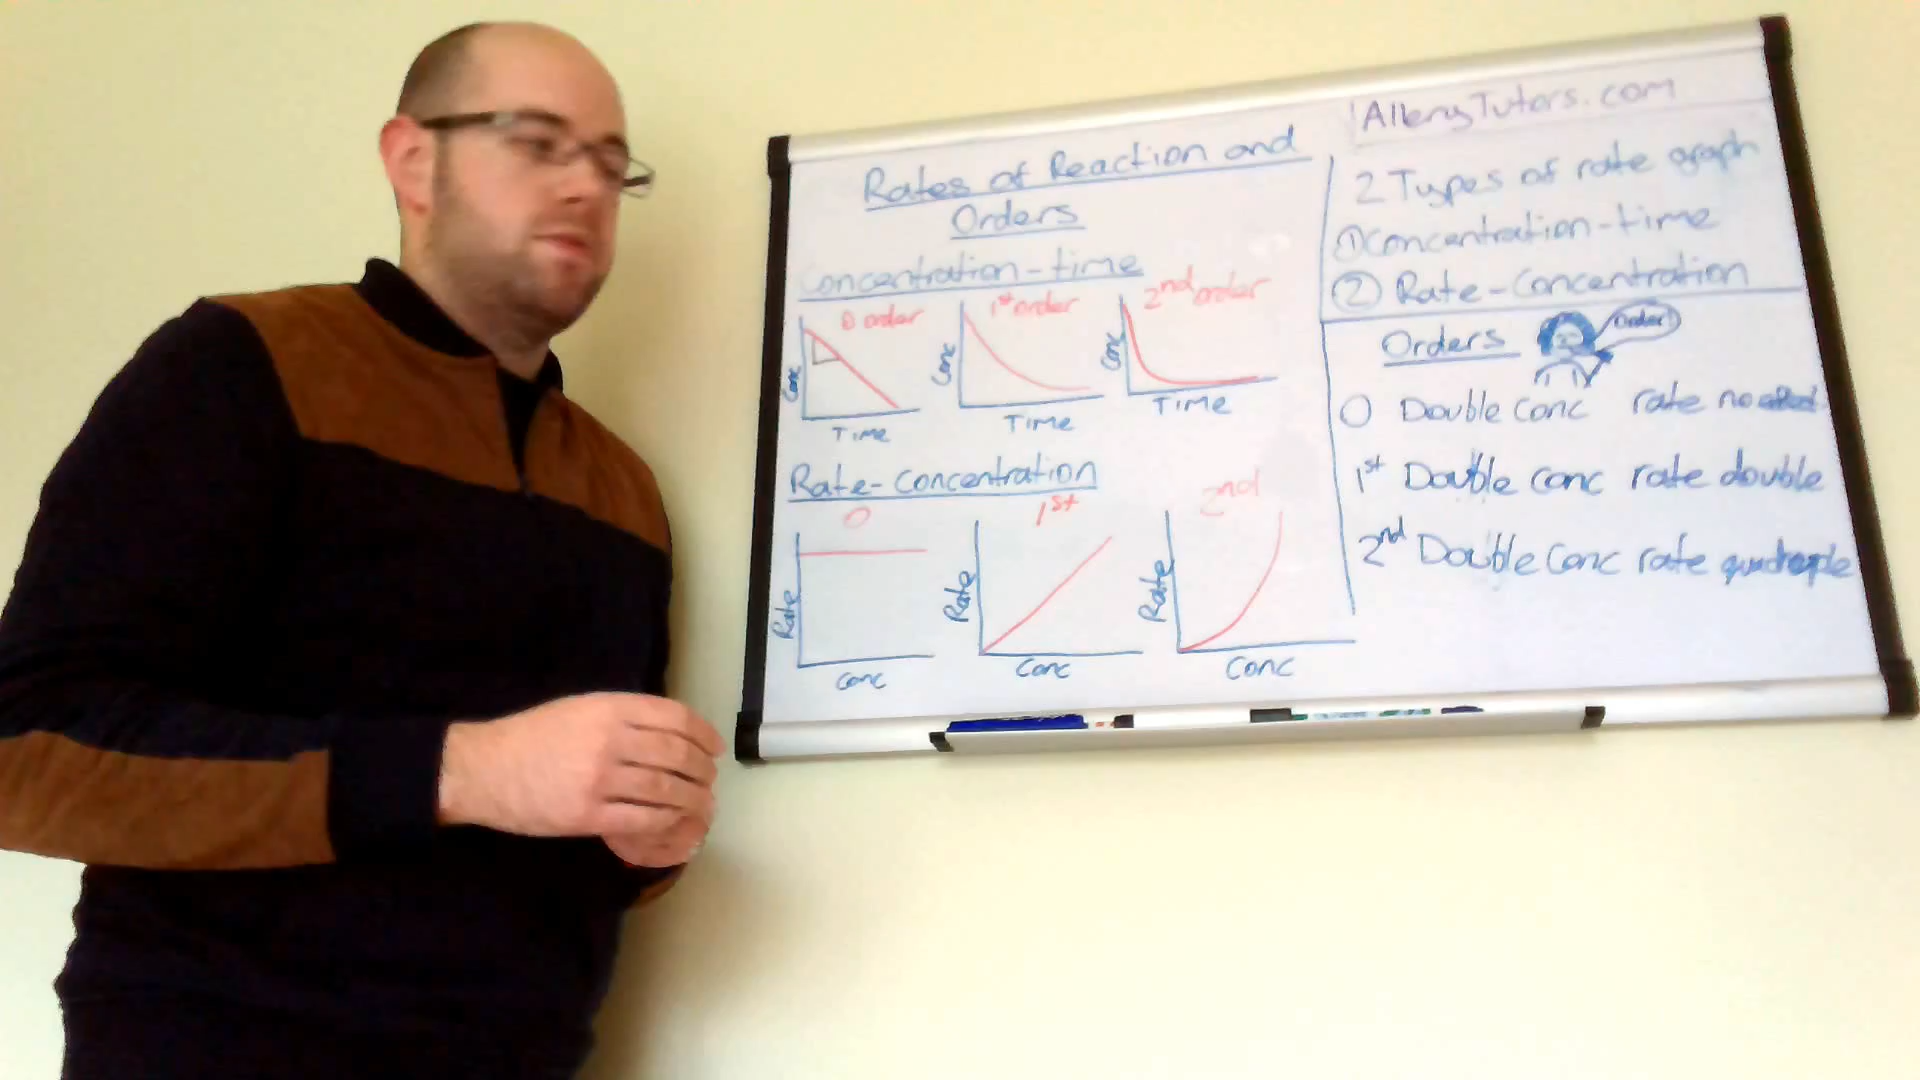 AlleryTutors.com
Rates of Reaction and
Orders
Concentration-time
0 order
1st order
2nd order
Conc
Conc
Conc
Time
Time
Time
Rate-Concentration
0
1st
2nd
Rate
Rate
Rate
Conc
Conc
Conc
2 Types of rate graph
① Concentration-time
② Rate-Concentration
Orders
Order!
0 Double Conc rate no
1st Double Conc rate double
2nd Double Conc rate quadruple